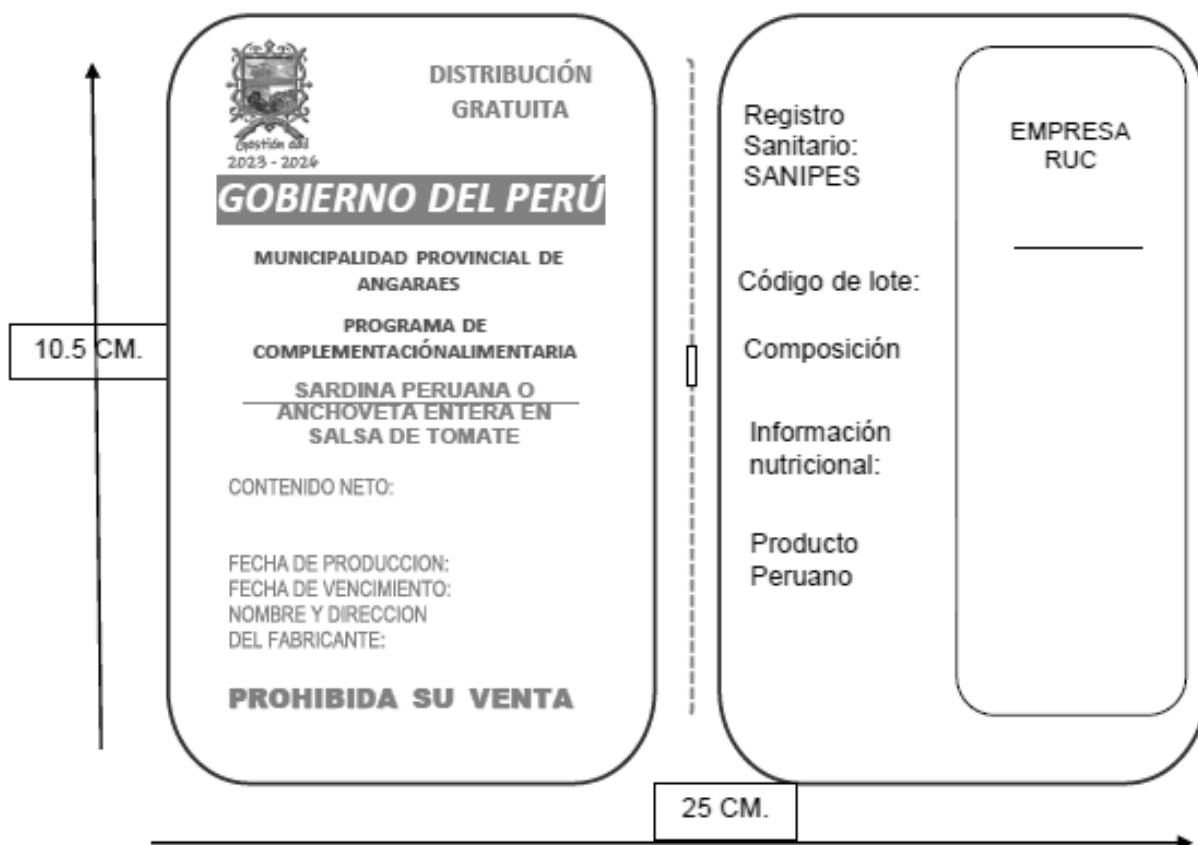 DISTRIBUCIÓN
GRATUITA
Gestión edil
2023 - 2026
GOBIERNO DEL PERÚ
MUNICIPALIDAD PROVINCIAL DE
ANGARAES
PROGRAMA DE
COMPLEMENTACIÓNALIMENTARIA
SARDINA PERUANA O
ANCHOVETA ENTERA EN
SALSA DE TOMATE
CONTENIDO NETO:
FECHA DE PRODUCCION:
FECHA DE VENCIMIENTO:
NOMBRE Y DIRECCION
DEL FABRICANTE:
PROHIBIDA SU VENTA
10.5 CM.
Registro
Sanitario:
SANIPES
Código de lote:
Composición
Información
nutricional:
Producto
Peruano
EMPRESA
RUC
25 CM.